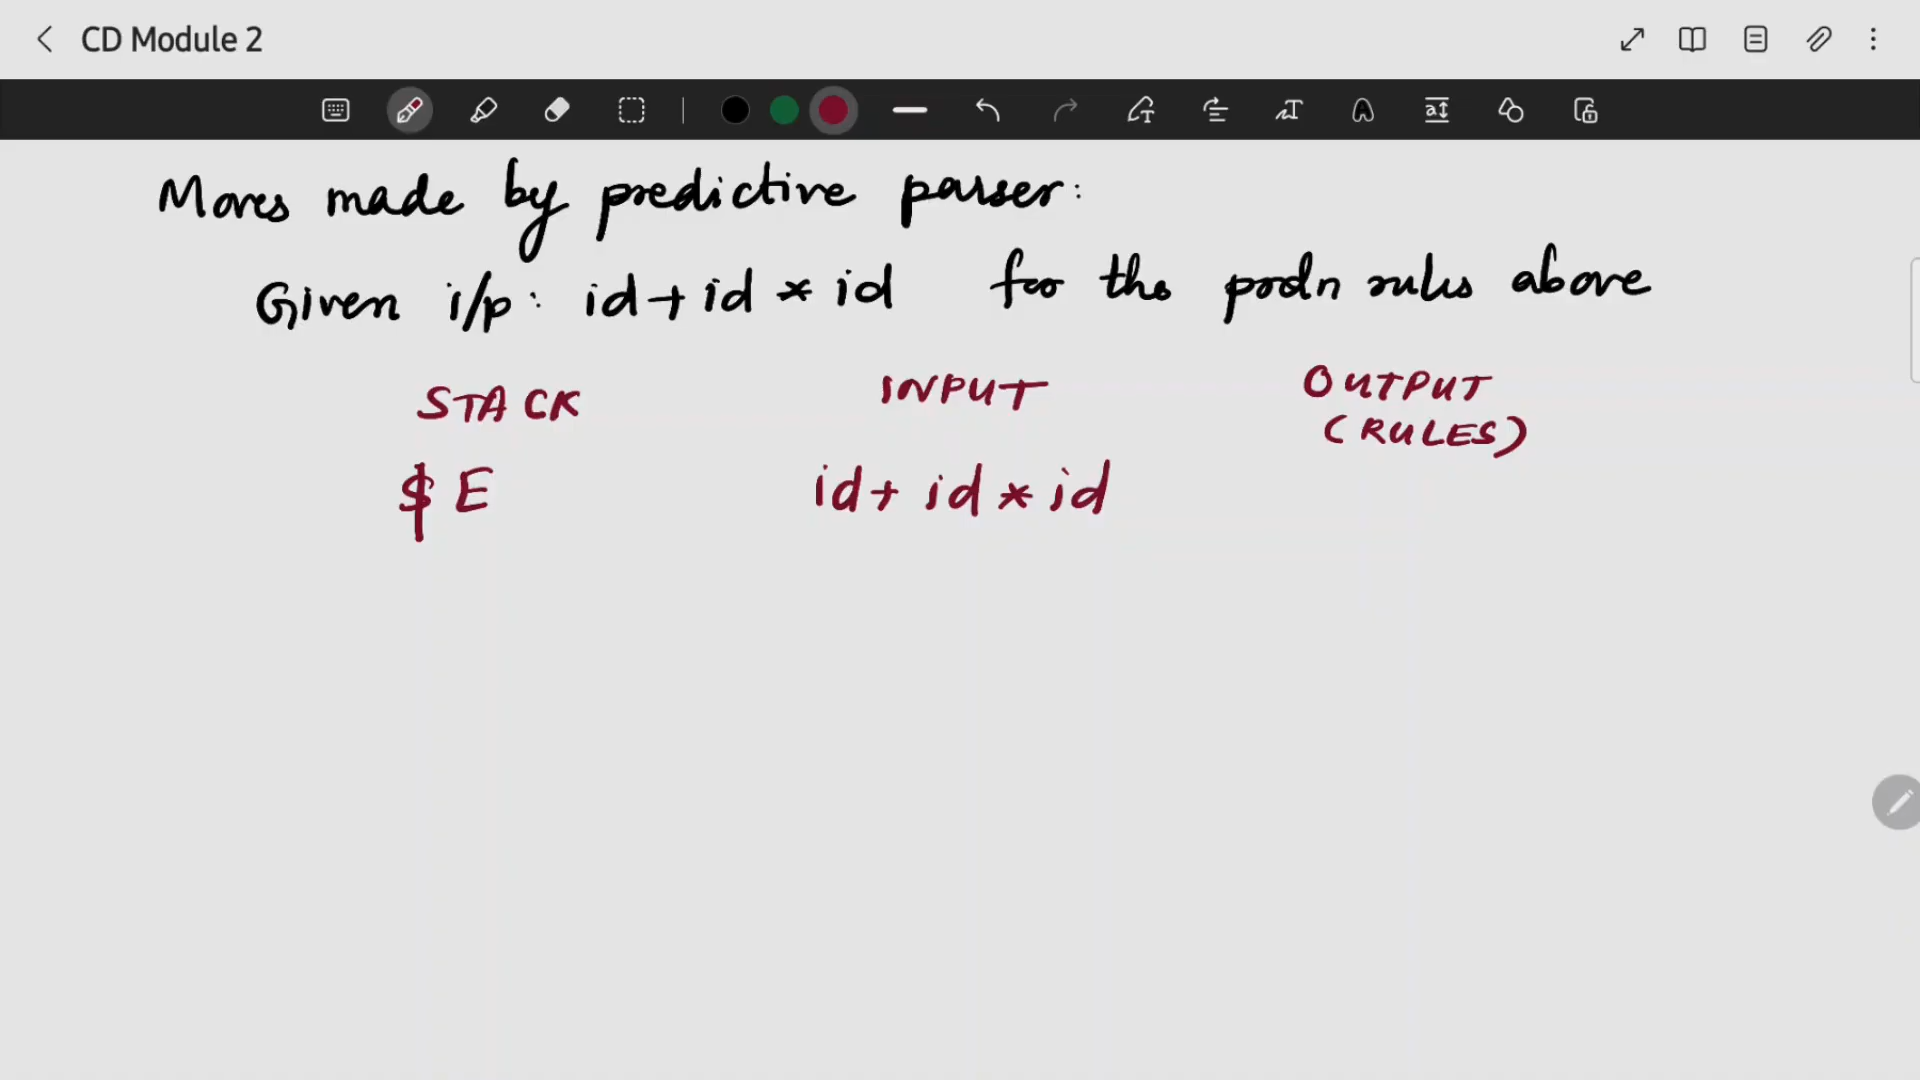 CD Module 2
Moves made by predictive parser:
Given i/p: id + id * id for the prodn rules above
STACK INPUT OUTPUT
(RULES)
$ E id + id * id